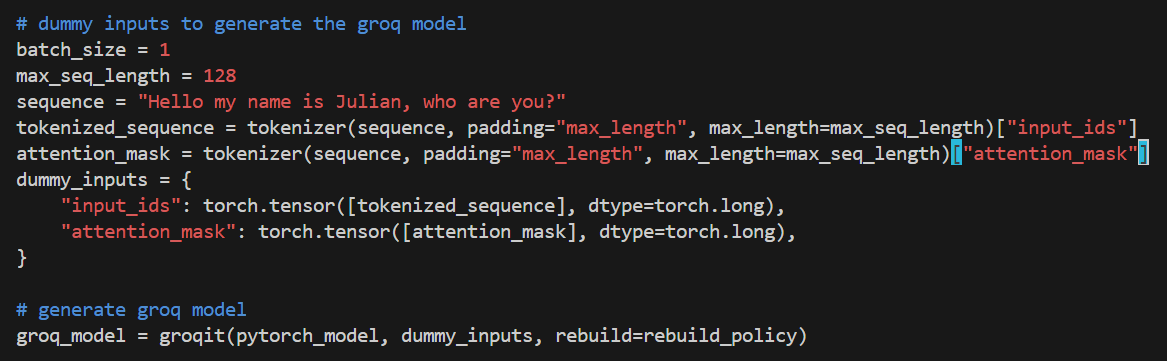 # dummy inputs to generate the groq model
batch_size = 1
max_seq_length = 128
sequence = "Hello my name is Julian, who are you?"
tokenized_sequence = tokenizer(sequence, padding="max_length", max_length=max_seq_length)["input_ids"]
attention_mask = tokenizer(sequence, padding="max_length", max_length=max_seq_length)["attention_mask"]
dummy_inputs = {
    "input_ids": torch.tensor([tokenized_sequence], dtype=torch.long),
    "attention_mask": torch.tensor([attention_mask], dtype=torch.long),
}
# generate groq model
groq_model = groqit(pytorch_model, dummy_inputs, rebuild=rebuild_policy)